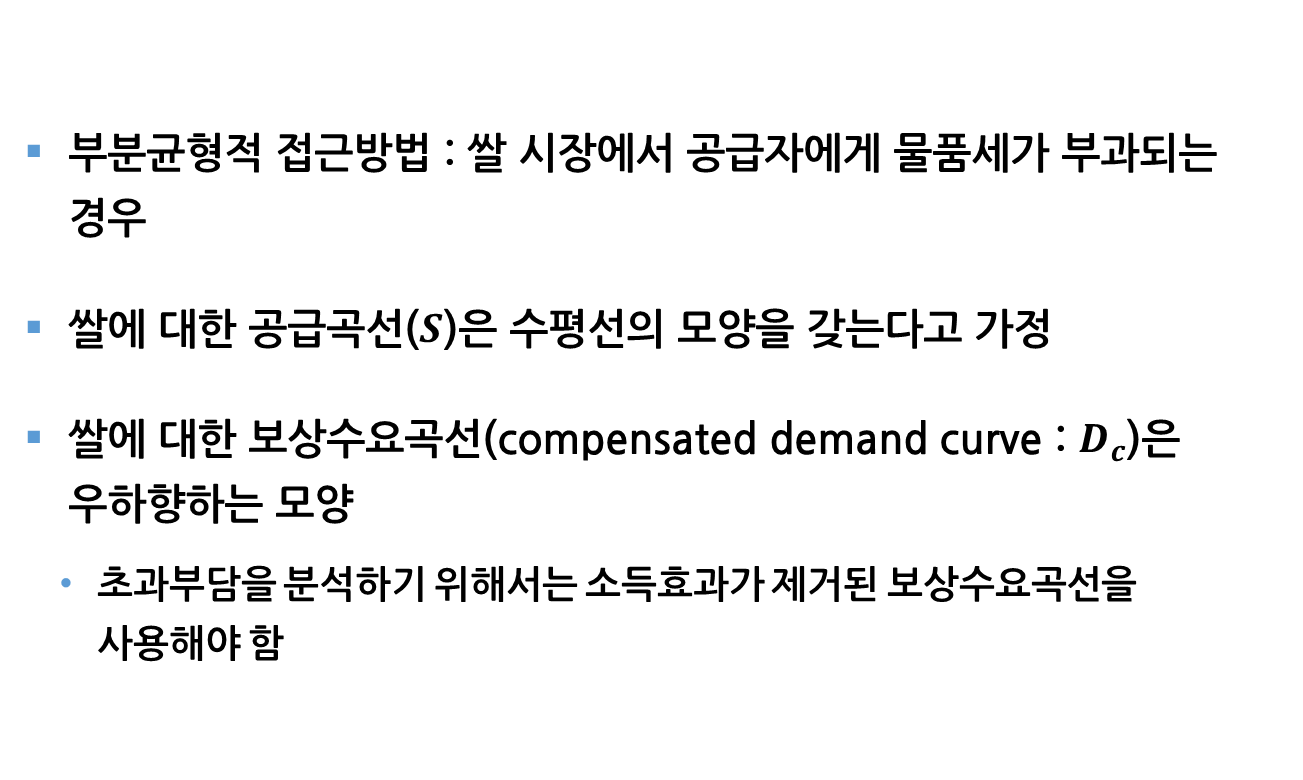 ▪ 부분균형적 접근방법 : 쌀 시장에서 공급자에게 물품세가 부과되는
경우
▪ 쌀에 대한 공급곡선(S)은 수평선의 모양을 갖는다고 가정
▪ 쌀에 대한 보상수요곡선(compensated demand curve : D_c)은
우하향하는 모양
• 초과부담을 분석하기 위해서는 소득효과가 제거된 보상수요곡선을
사용해야 함